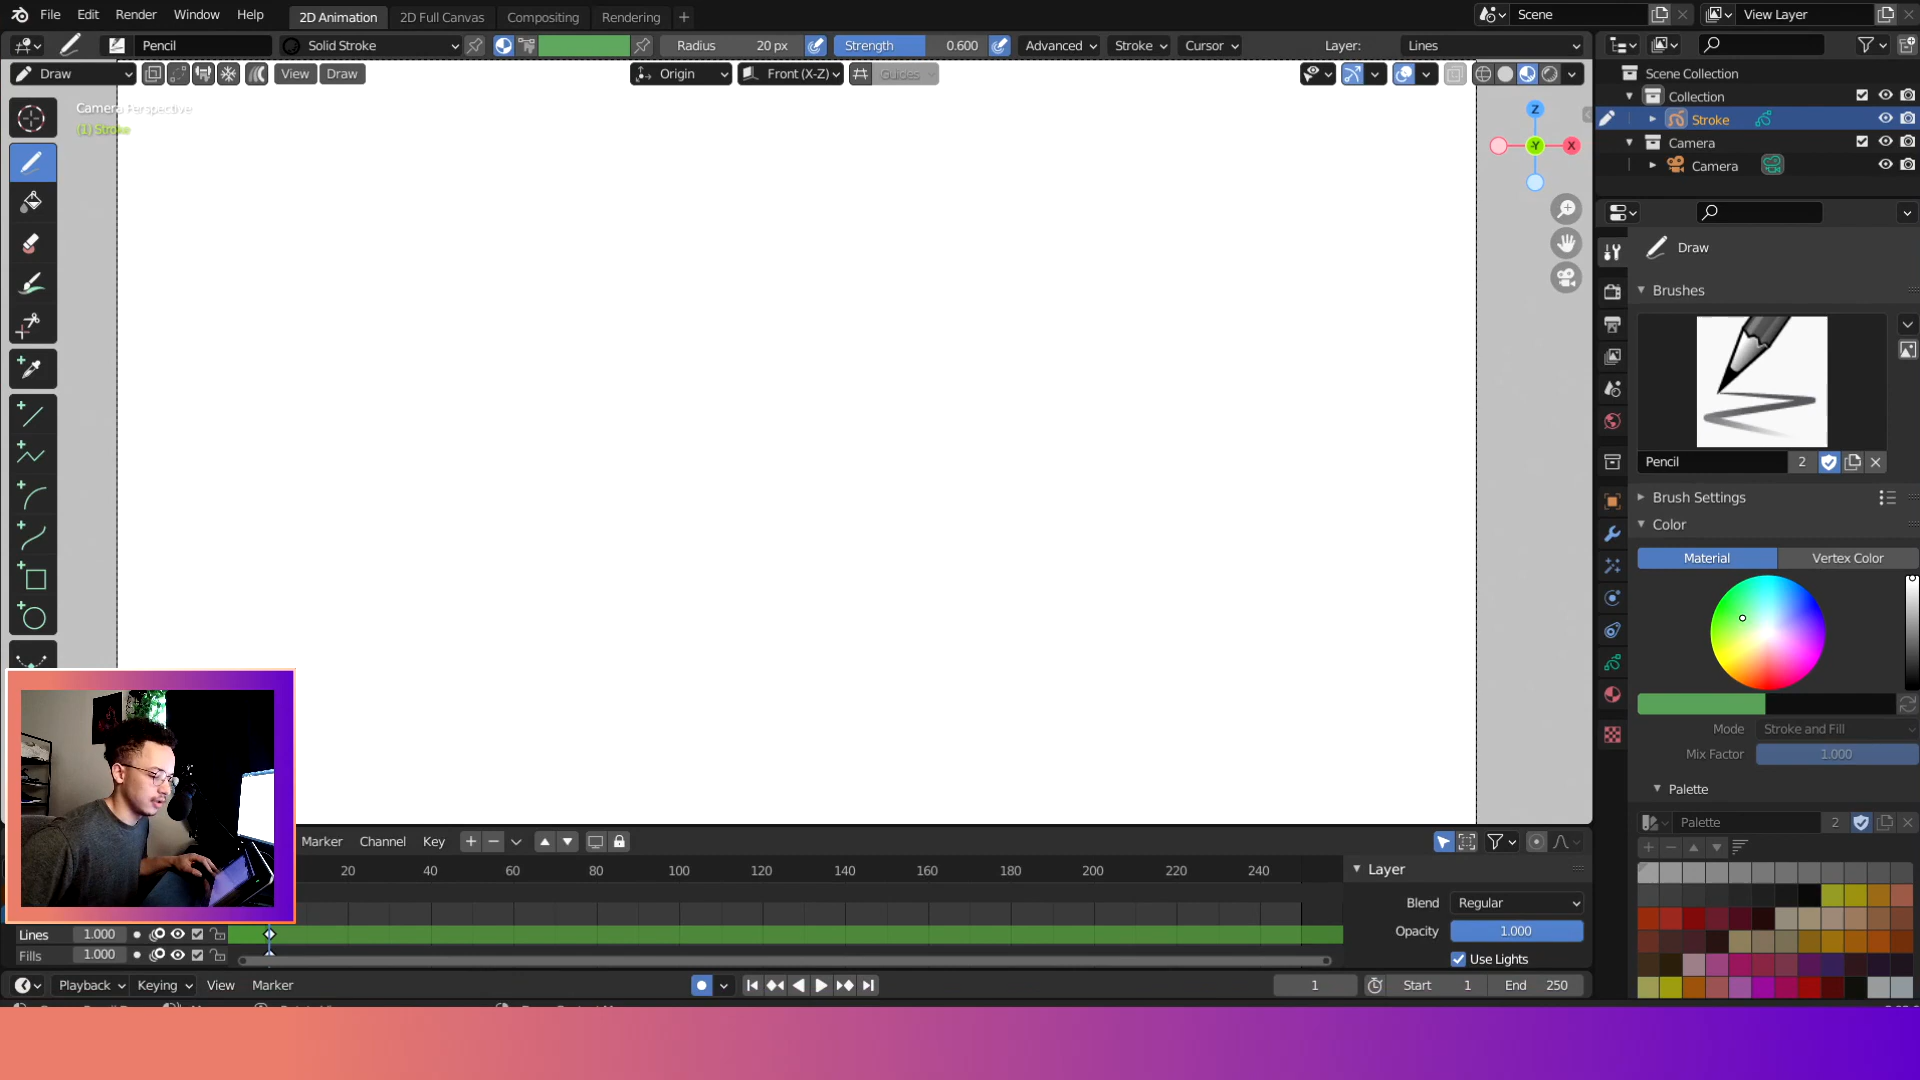 File Edit Render Window Help 2D Animation 2D Full Canvas Compositing Rendering + Scene View Layer
Pencil Solid Stroke Radius 20 px Strength 0.600 Advanced Stroke Cursor Layer: Lines
Draw View Draw Origin Front (X-Z) Guides
Camera Perspective
(1) Stroke
Z
Y
X
Scene Collection
Collection
Stroke
Camera
Camera
Draw
Brushes
Pencil 2
Brush Settings
Color
Material Vertex Color
Mode Stroke and Fill
Mix Factor 1.000
Palette
Palette 2
Marker Channel Key
20 40 60 80 100 120 140 160 180 200 220 240
Layer
Blend Regular
Opacity 1.000
Use Lights
Lines 1.000
Fills 1.000
Playback Keying View Marker 1 Start 1 End 250